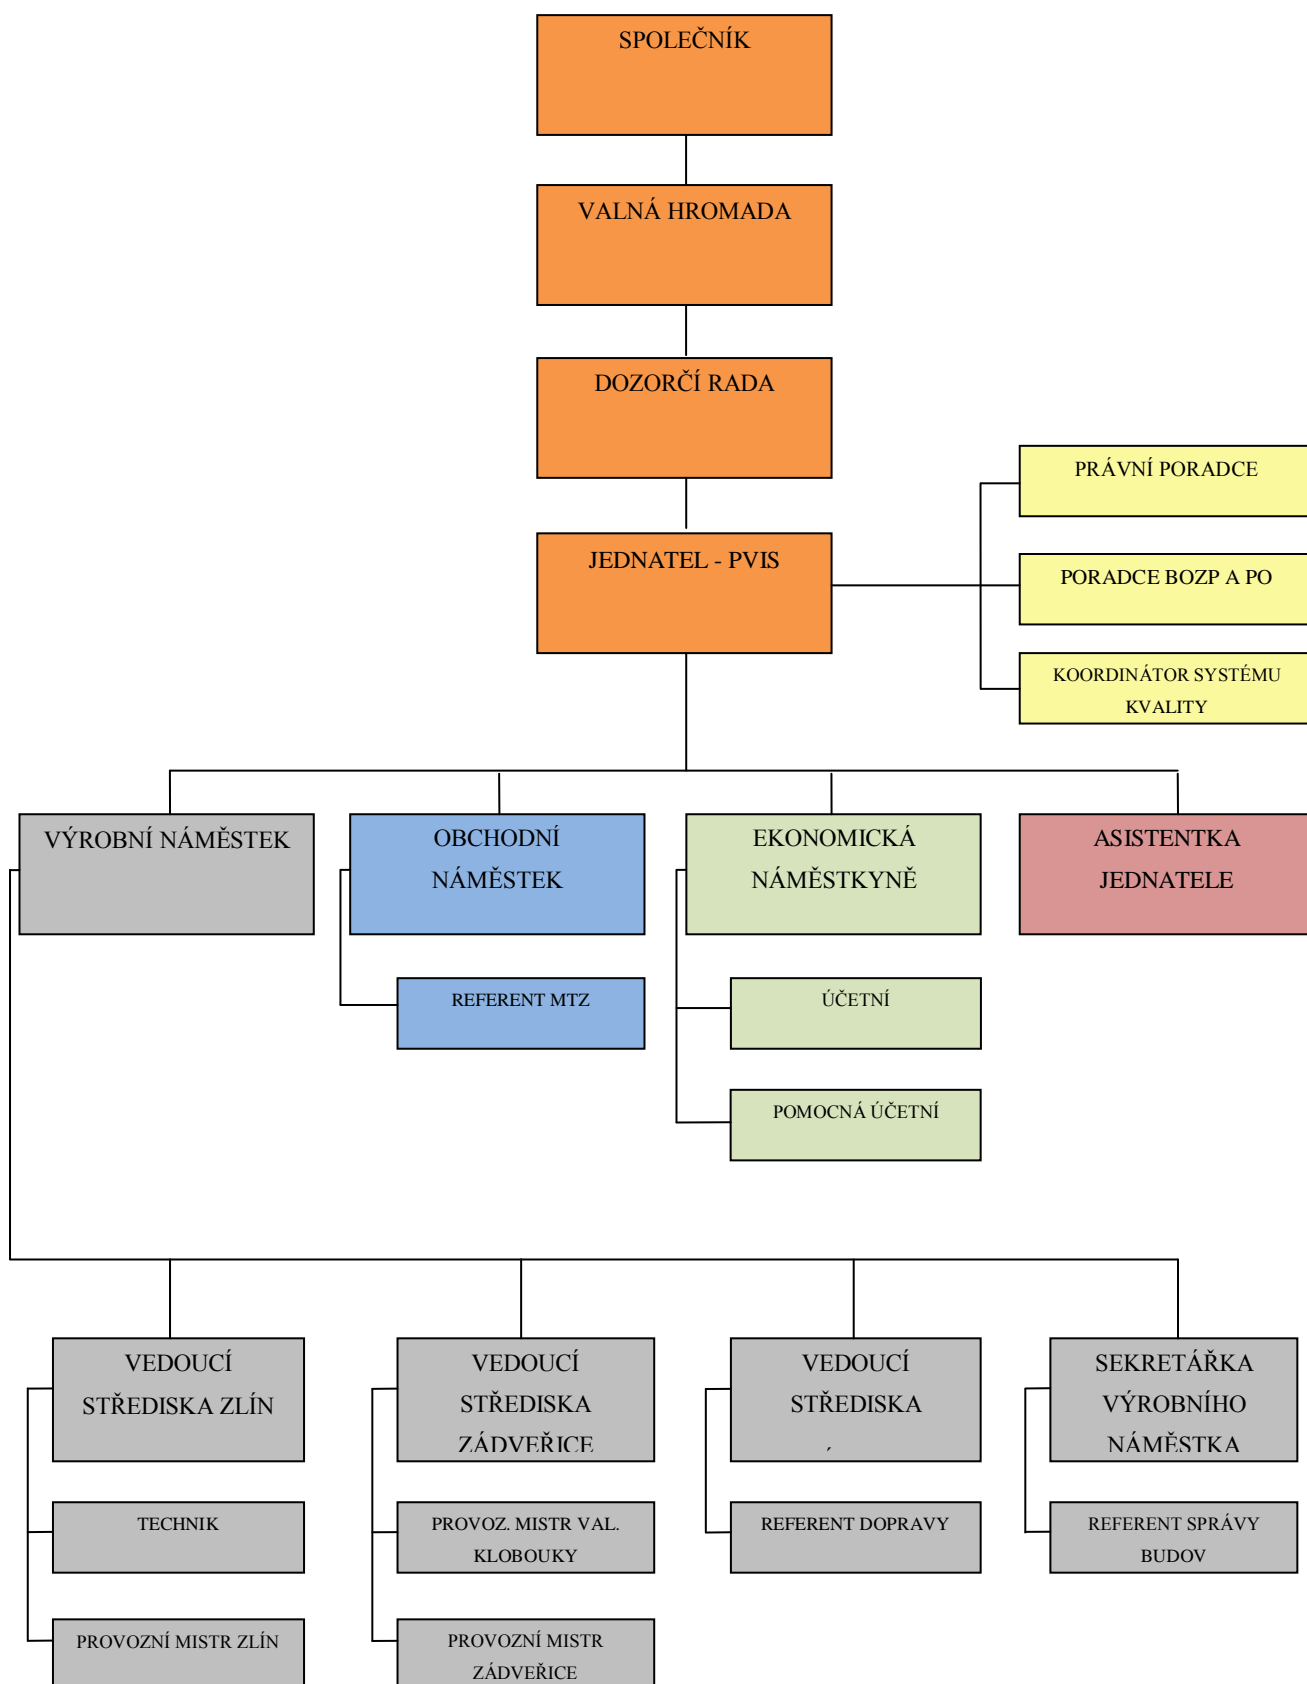 SPOLEČNÍK
VALNÁ HROMADA
DOZORČÍ RADA
PRÁVNÍ PORADCE
JEDNATEL - PVIS
PORADCE BOZP A PO
KOORDINÁTOR SYSTÉMU
KVALITY
VÝROBNÍ NÁMĚSTEK
OBCHODNÍ
NÁMĚSTEK
EKONOMICKÁ
NÁMĚSTKYNĚ
ASISTENTKA
JEDNATELE
REFERENT MTZ
ÚČETNÍ
POMOCNÁ ÚČETNÍ
VEDOUCÍ
STŘEDISKA ZLÍN
VEDOUCÍ
STŘEDISKA
ZÁDVEŘICE
VEDOUCÍ
STŘEDISKA
SEKRETÁŘKA
VÝROBNÍHO
NÁMĚSTKA
TECHNIK
PROVOZ. MISTR VAL.
KLOBOUKY
REFERENT DOPRAVY
REFERENT SPRÁVY
BUDOV
PROVOZNÍ MISTR ZLÍN
PROVOZNÍ MISTR
ZÁDVEŘICE